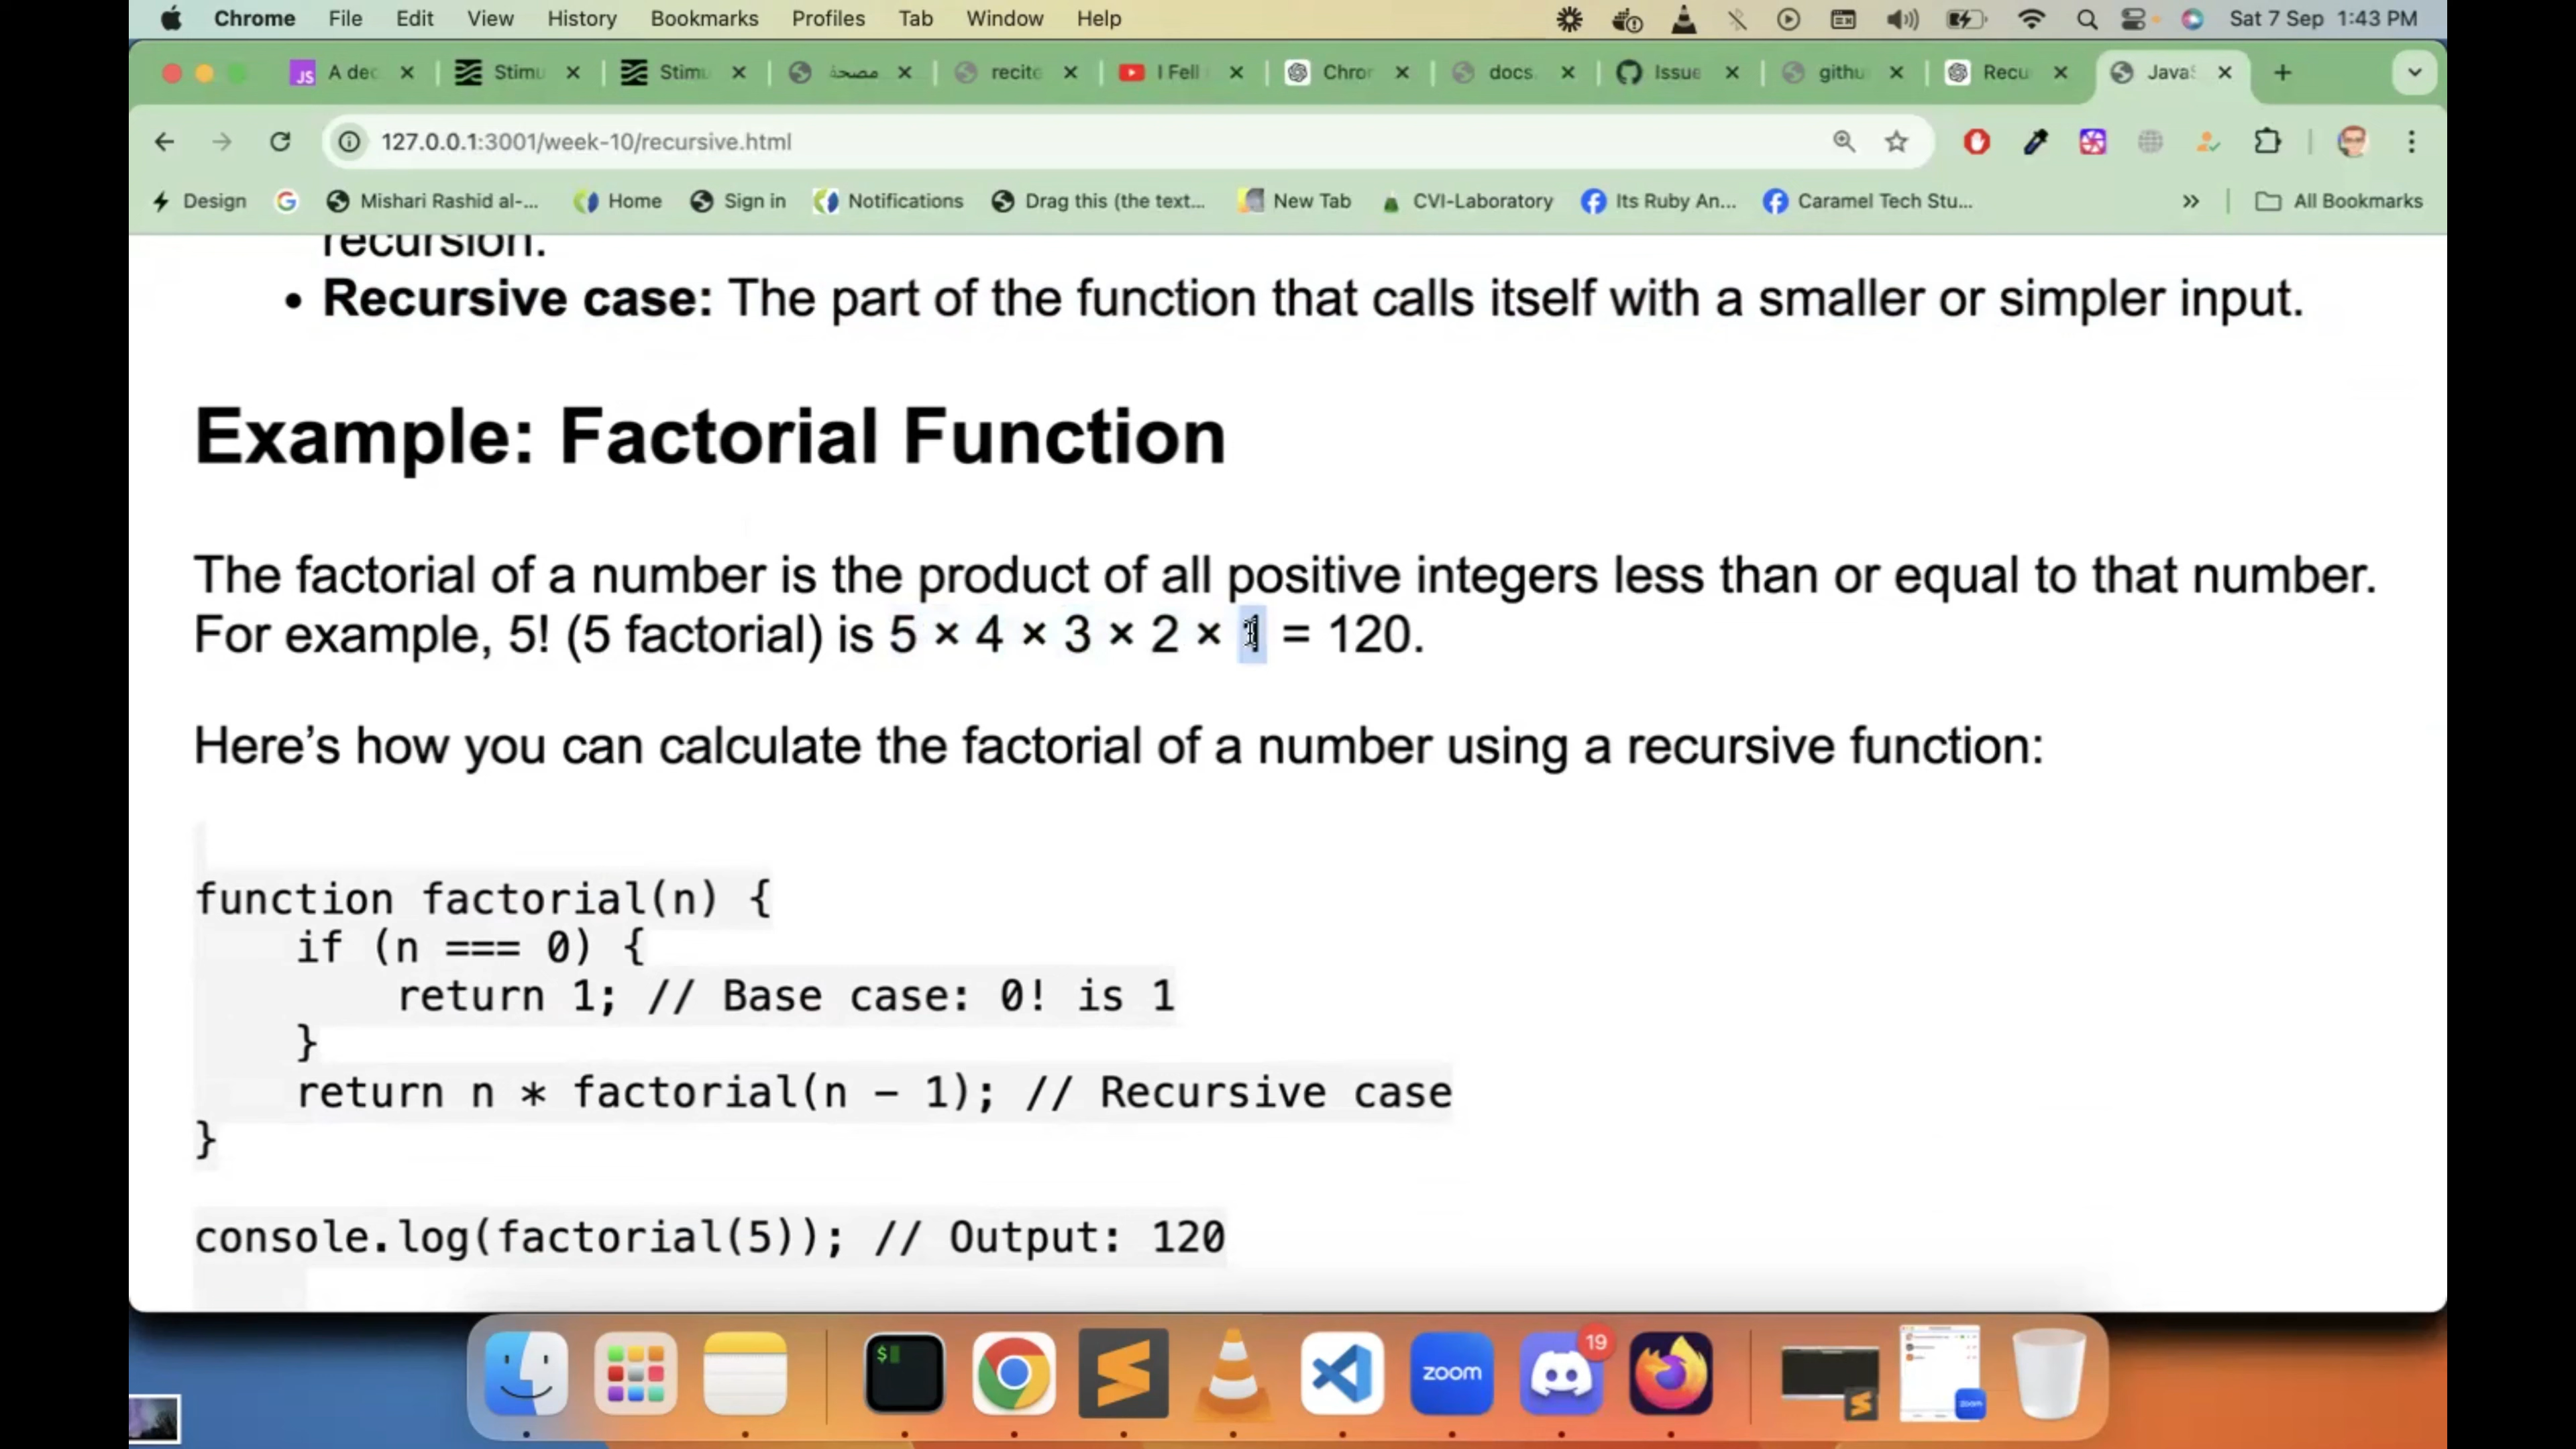 Chrome File Edit View History Bookmarks Profiles Tab Window Help Sat 7 Sep 1:43 PM
JS A dec Stimu Stimu مصحف recite I Fell Chror docs. Issue githu Recu JavaS
127.0.0.1:3001/week-10/recursive.html
Design Mishari Rashid al-... Home Sign in Notifications Drag this (the text... New Tab CVI-Laboratory Its Ruby An... Caramel Tech Stu... All Bookmarks
recursion.
• Recursive case: The part of the function that calls itself with a smaller or simpler input.
Example: Factorial Function
The factorial of a number is the product of all positive integers less than or equal to that number.
For example, 5! (5 factorial) is 5 × 4 × 3 × 2 × 1 = 120.
Here’s how you can calculate the factorial of a number using a recursive function:
function factorial(n) {
if (n === 0) {
return 1; // Base case: 0! is 1
}
return n * factorial(n - 1); // Recursive case
}
console.log(factorial(5)); // Output: 120
$
zoom
19
zoom